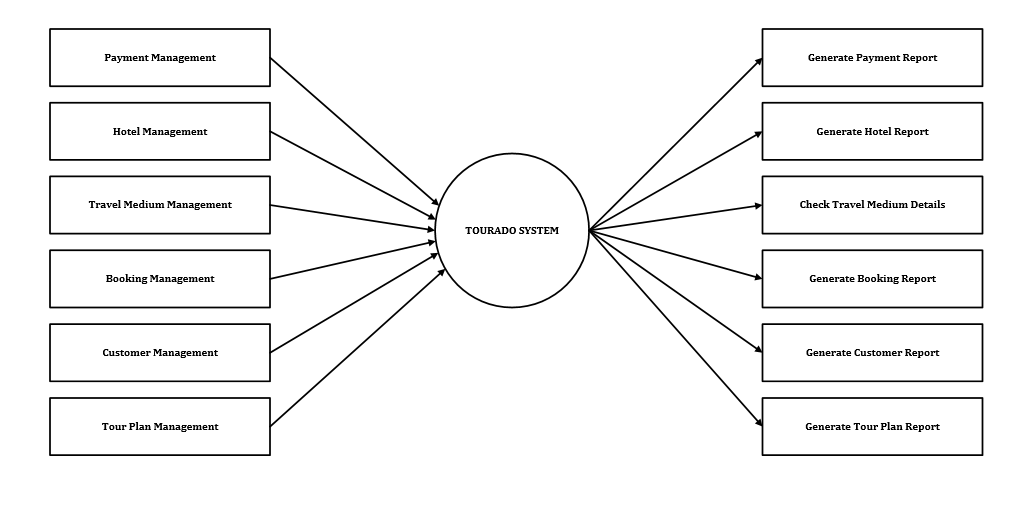 Payment Management
Hotel Management
Travel Medium Management
Booking Management
Customer Management
Tour Plan Management
TOURADO SYSTEM
Generate Payment Report
Generate Hotel Report
Check Travel Medium Details
Generate Booking Report
Generate Customer Report
Generate Tour Plan Report